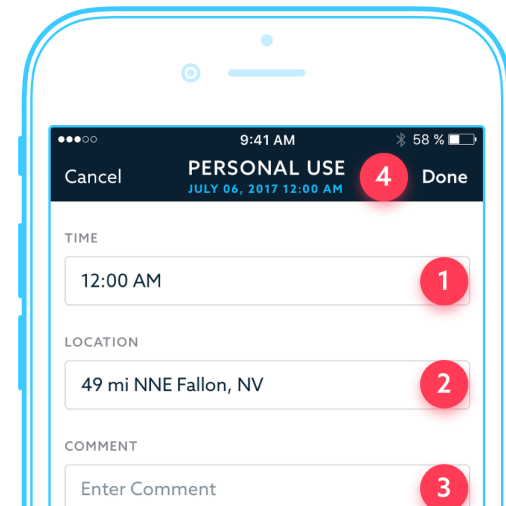 9:41 AM 58 %
Cancel PERSONAL USE 4 Done
JULY 06, 2017 12:00 AM
TIME
12:00 AM 1
LOCATION
49 mi NNE Fallon, NV 2
COMMENT
Enter Comment 3